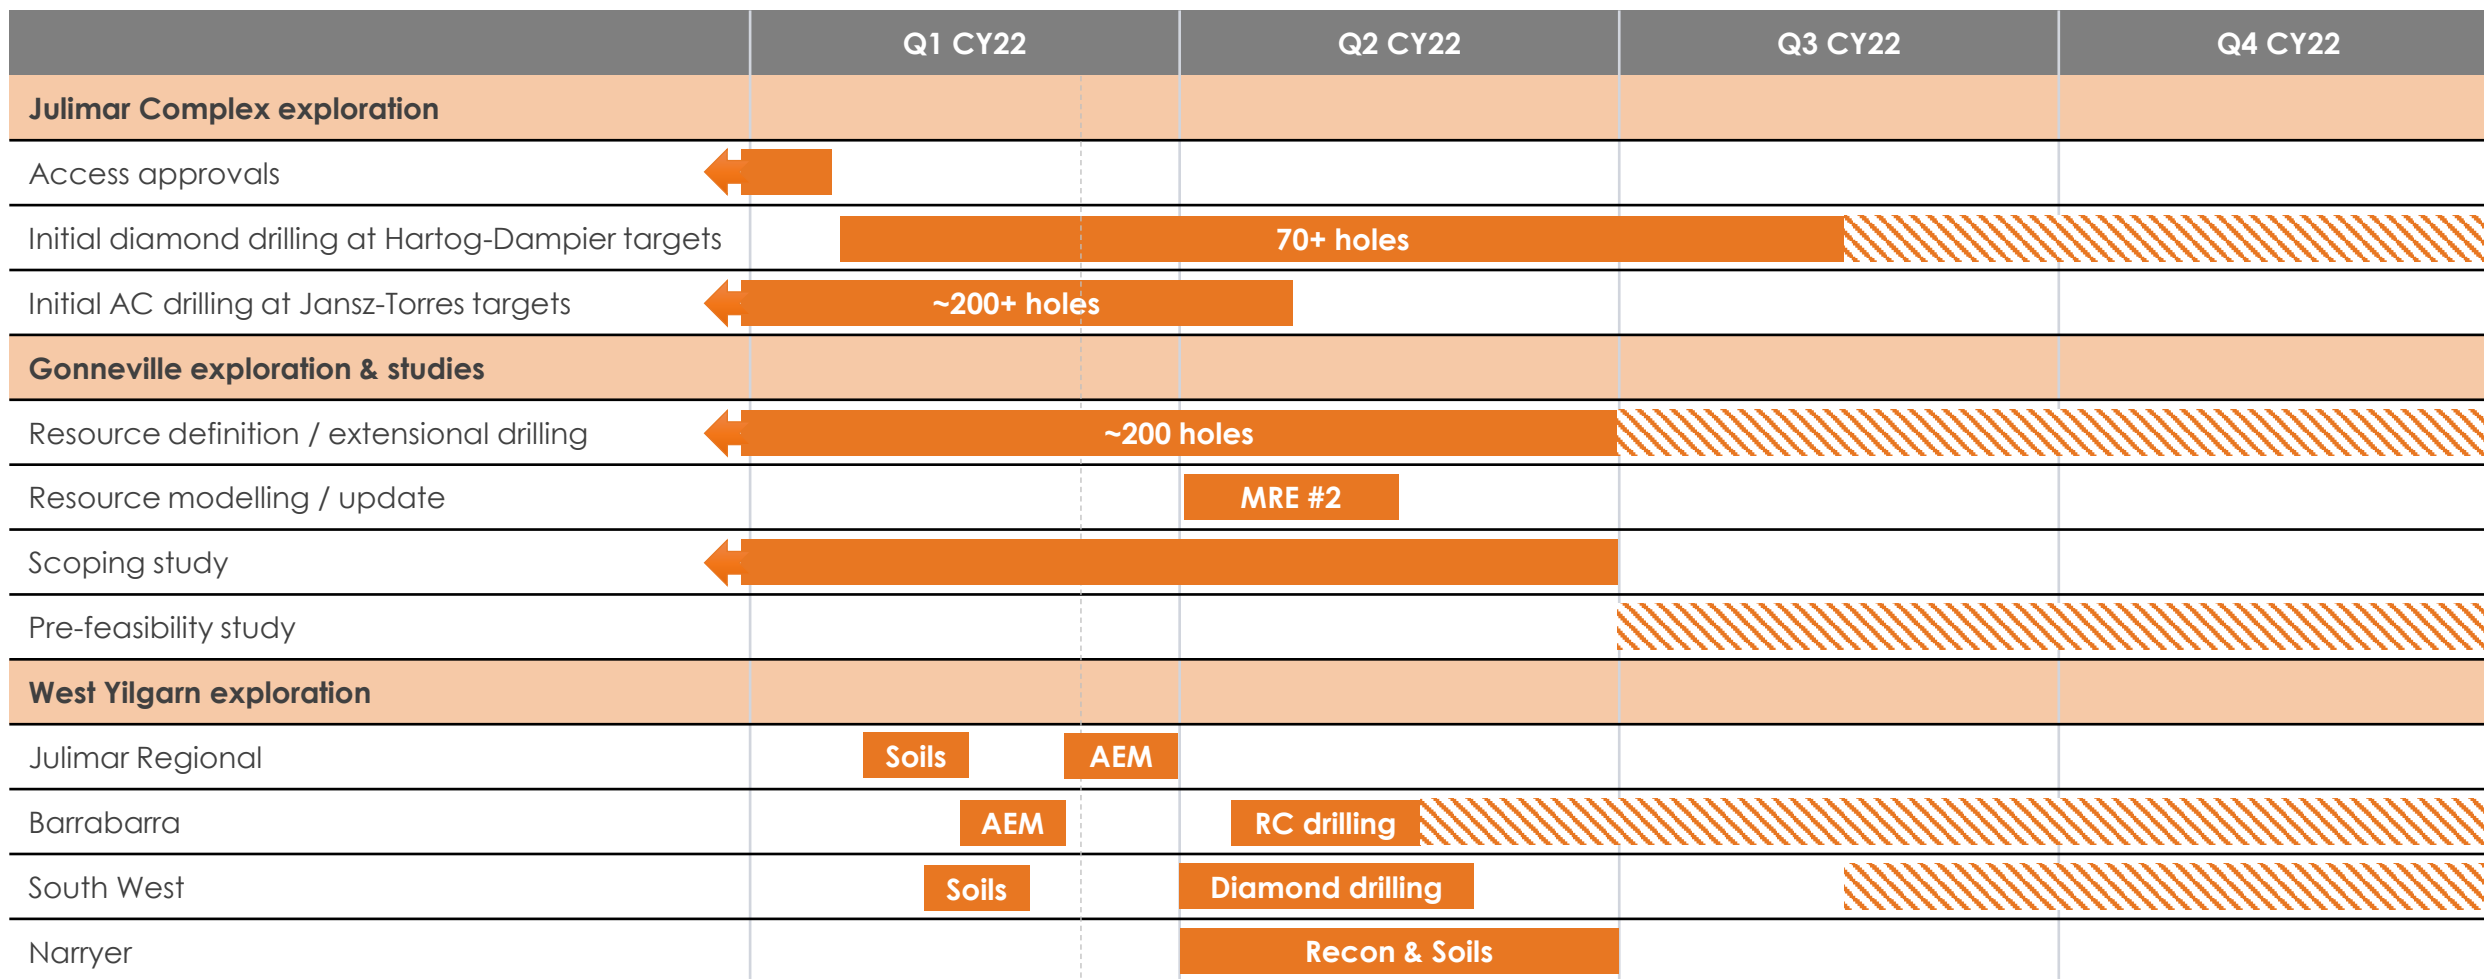 Q1 CY22 Q2 CY22 Q3 CY22 Q4 CY22
Julimar Complex exploration
Access approvals
Initial diamond drilling at Hartog-Dampier targets 70+ holes
Initial AC drilling at Jansz-Torres targets ~200+ holes
Gonneville exploration & studies
Resource definition / extensional drilling ~200 holes
Resource modelling / update MRE #2
Scoping study
Pre-feasibility study
West Yilgarn exploration
Julimar Regional Soils AEM
Barrabarra AEM RC drilling
South West Soils Diamond drilling
Narryer Recon & Soils